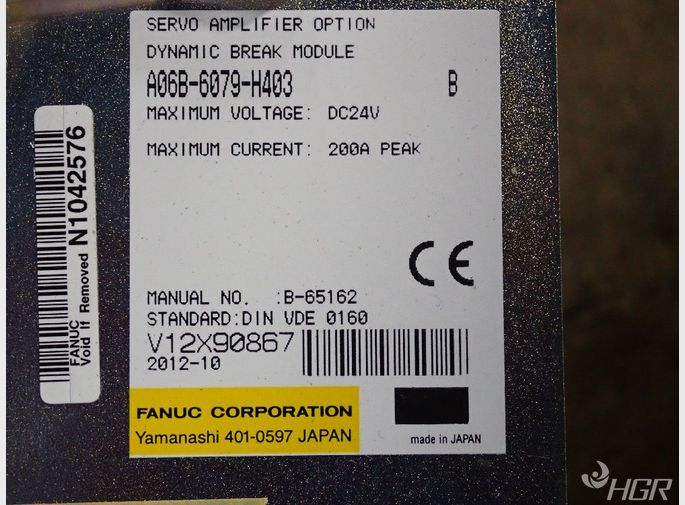 SERVO AMPLIFIER OPTION
DYNAMIC BREAK MODULE
A06B-6079-H403 B
MAXIMUM VOLTAGE: DC24V
MAXIMUM CURRENT: 200A PEAK
CE
MANUAL NO. :B-65162
STANDARD:DIN VDE 0160
V12X90867
2012-10
FANUC CORPORATION
Yamanashi 401-0597 JAPAN
made in JAPAN
FANUC
Void If Removed
N1042576
HGR